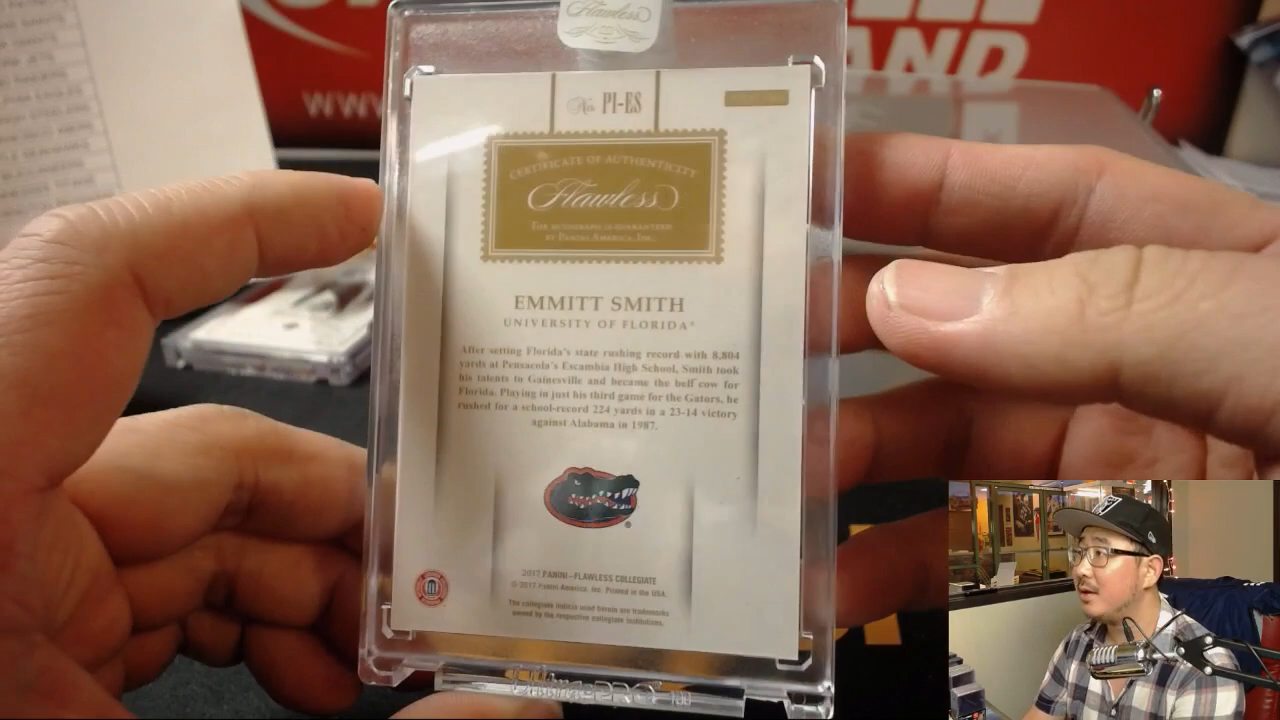 Flawless
AND
WW
No. PI-ES
CERTIFICATE OF AUTHENTICITY
Flawless
THE AUTOGRAPH IS GUARANTEED
BY PANINI AMERICA, INC.
EMMITT SMITH
UNIVERSITY OF FLORIDA*
After setting Florida's state rushing record with 8,804
yards at Pensacola's Escambia High School, Smith took
his talents to Gainesville and became the bell cow for
Florida. Playing in just his third game for the Gators, he
rushed for a school-record 224 yards in a 23-14 victory
against Alabama in 1987.
®
2017 PANINI – FLAWLESS COLLEGIATE
© 2017 Panini America, Inc. Printed in the USA.
The collegiate indicia used herein are trademarks
owned by the respective collegiate institutions.
Ultra PRO